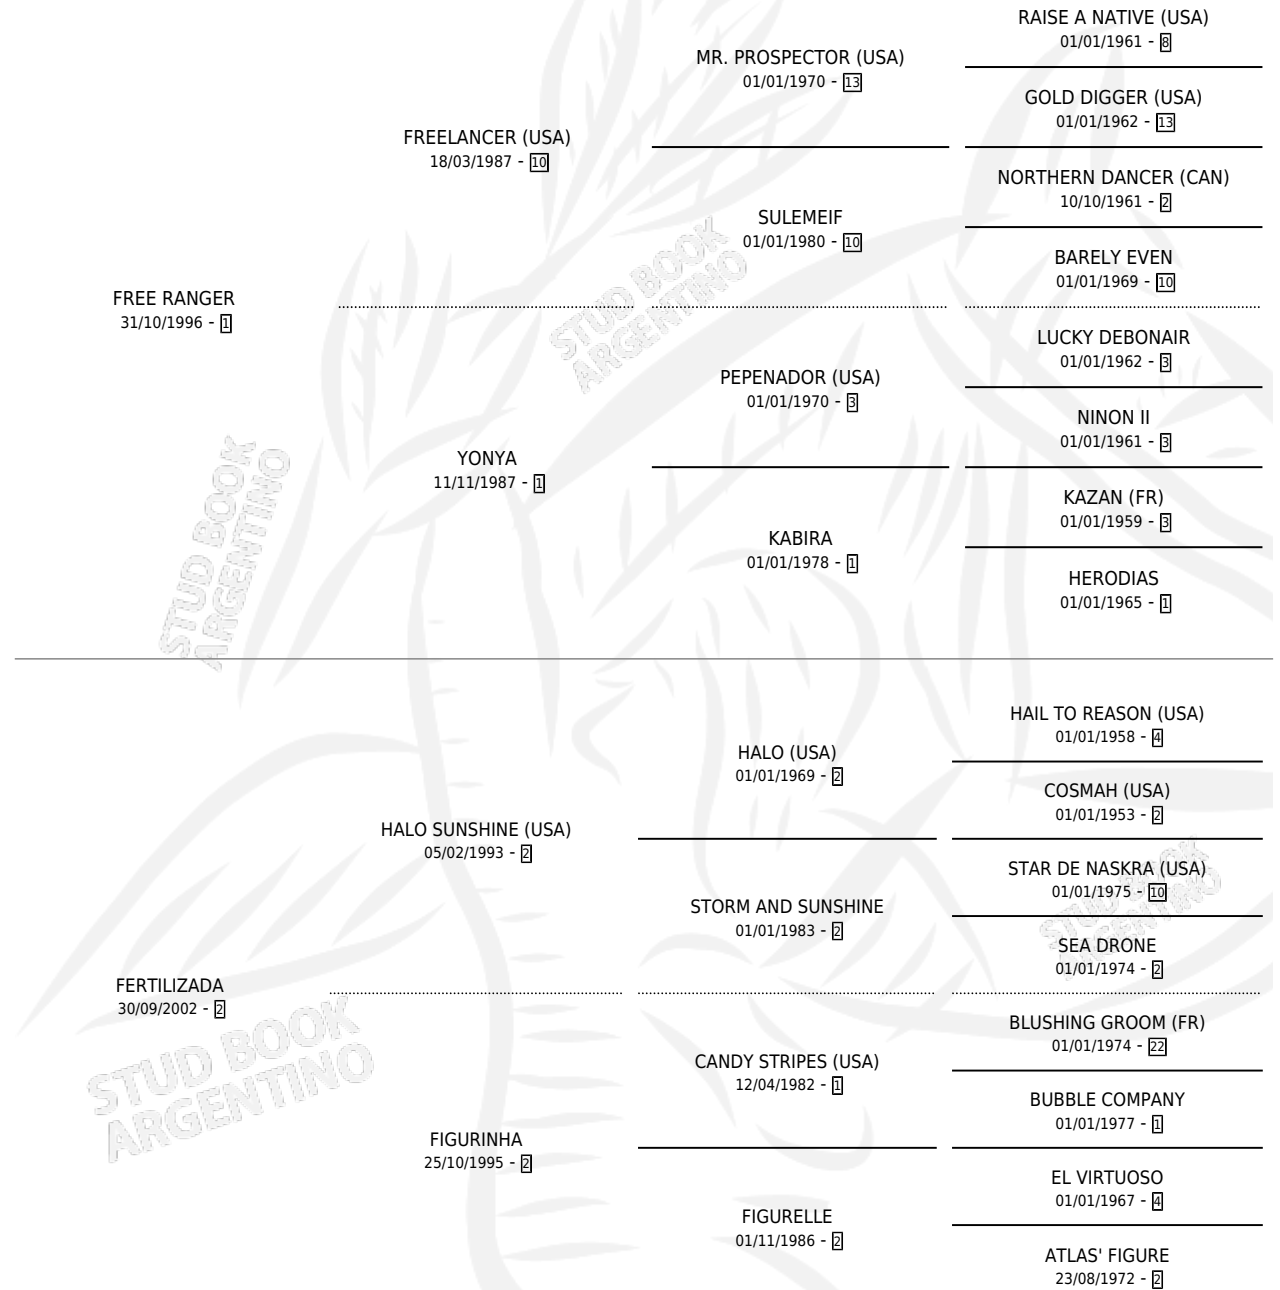 RAISE A NATIVE (USA)
01/01/1961 - 8
MR. PROSPECTOR (USA)
01/01/1970 - 13
GOLD DIGGER (USA)
01/01/1962 - 13
FREELANCER (USA)
18/03/1987 - 10
NORTHERN DANCER (CAN)
10/10/1961 - 2
SULEMEIF
01/01/1980 - 10
BARELY EVEN
01/01/1969 - 10
FREE RANGER
31/10/1996 - 1
STUD BOOK
ARGENTINO
LUCKY DEBONAIR
01/01/1962 - 3
PEPENADOR (USA)
01/01/1970 - 3
NINON II
01/01/1961 - 3
YONYA
11/11/1987 - 1
KAZAN (FR)
01/01/1959 - 3
KABIRA
01/01/1978 - 1
HERODIAS
01/01/1965 - 1
STUD BOOK
ARGENTINO
HAIL TO REASON (USA)
01/01/1958 - 4
HALO (USA)
01/01/1969 - 2
COSMAH (USA)
01/01/1953 - 2
HALO SUNSHINE (USA)
05/02/1993 - 2
STAR DE NASKRA (USA)
01/01/1975 - 10
STORM AND SUNSHINE
01/01/1983 - 2
SEA DRONE
01/01/1974 - 2
STUD BOOK
ARGENTINO
FERTILIZADA
30/09/2002 - 2
BLUSHING GROOM (FR)
01/01/1974 - 22
CANDY STRIPES (USA)
12/04/1982 - 1
BUBBLE COMPANY
01/01/1977 - 1
STUD BOOK
ARGENTINO
FIGURINHA
25/10/1995 - 2
EL VIRTUOSO
01/01/1967 - 4
FIGURELLE
01/11/1986 - 2
ATLAS' FIGURE
23/08/1972 - 2